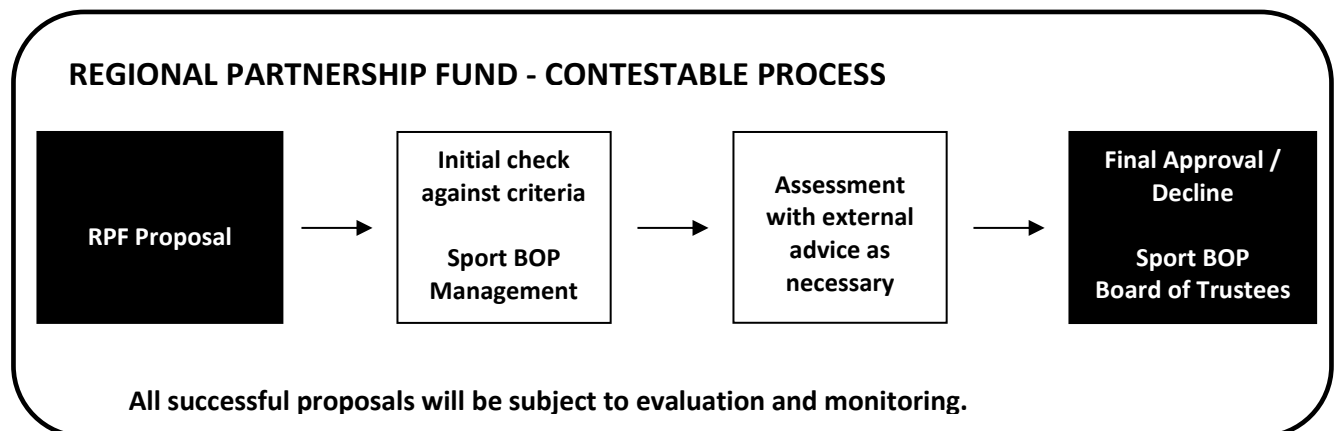 REGIONAL PARTNERSHIP FUND - CONTESTABLE PROCESS
RPF Proposal
Initial check
against criteria
Sport BOP
Management
Assessment
with external
advice as
necessary
Final Approval /
Decline
Sport BOP
Board of Trustees
All successful proposals will be subject to evaluation and monitoring.